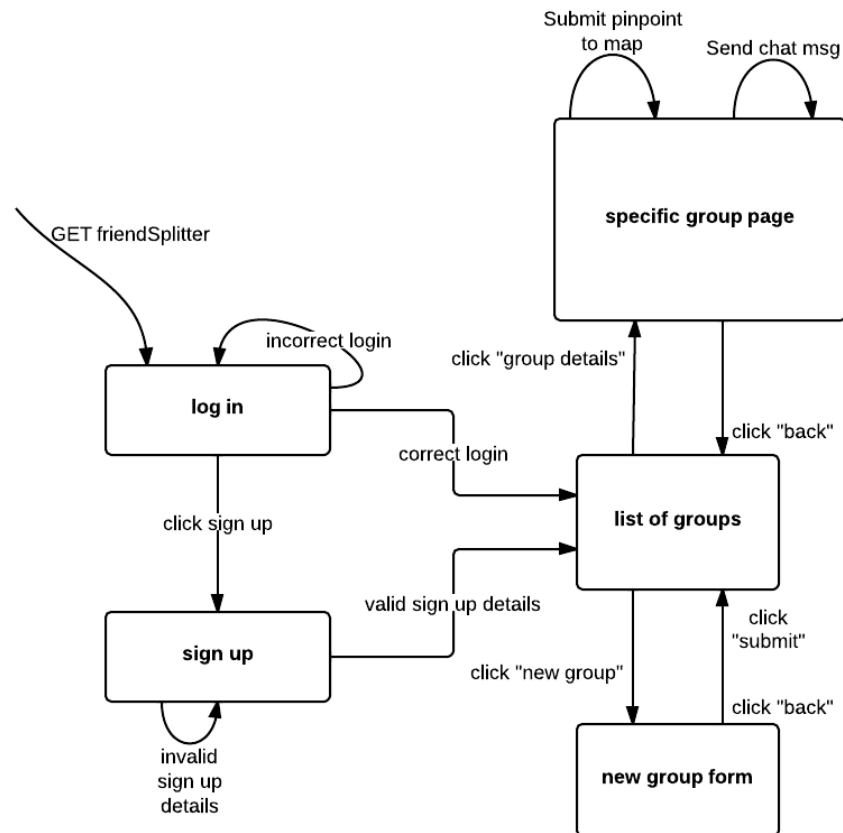 Submit pinpoint
to map
Send chat msg
specific group page
GET friendSplitter
incorrect login
click "group details"
log in
click "back"
correct login
list of groups
click sign up
valid sign up details
click
"submit"
sign up
click "new group"
click "back"
invalid
sign up
details
new group form